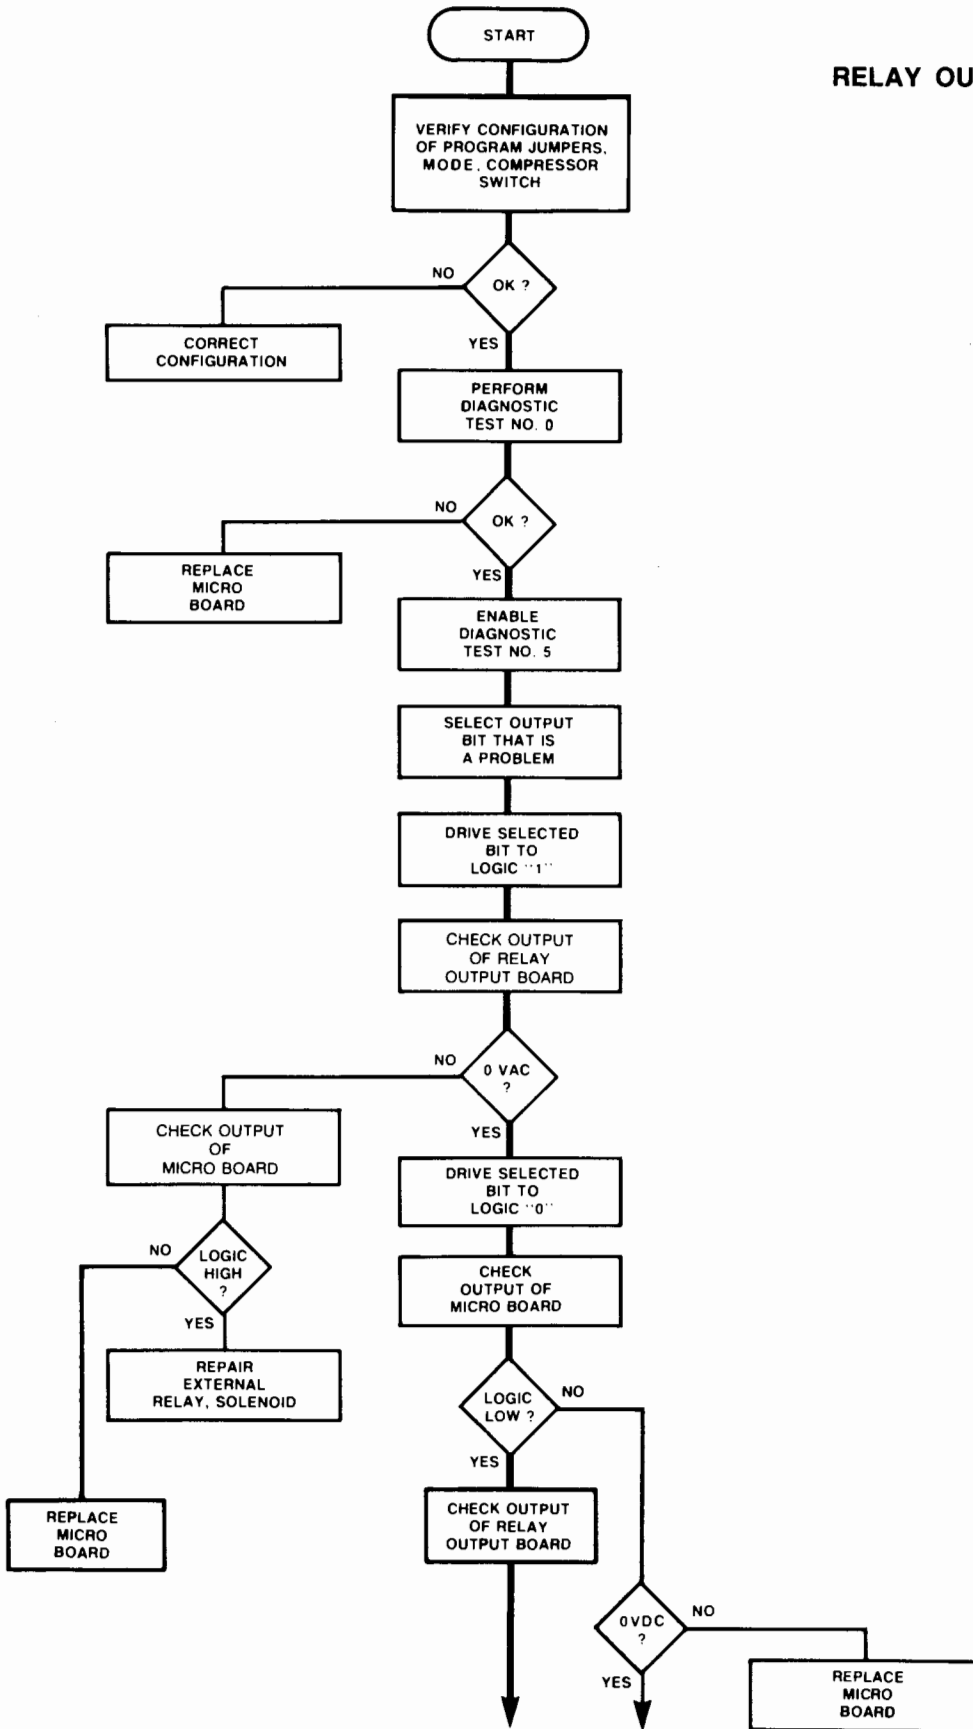 START
RELAY OU
VERIFY CONFIGURATION
OF PROGRAM JUMPERS,
MODE, COMPRESSOR
SWITCH
NO
OK ?
YES
CORRECT
CONFIGURATION
PERFORM
DIAGNOSTIC
TEST NO. 0
NO
OK ?
YES
REPLACE
MICRO
BOARD
ENABLE
DIAGNOSTIC
TEST NO. 5
SELECT OUTPUT
BIT THAT IS
A PROBLEM
DRIVE SELECTED
BIT TO
LOGIC "1"
CHECK OUTPUT
OF RELAY
OUTPUT BOARD
NO
0 VAC
?
YES
CHECK OUTPUT
OF
MICRO BOARD
DRIVE SELECTED
BIT TO
LOGIC "0"
NO
LOGIC
HIGH
?
YES
CHECK
OUTPUT OF
MICRO BOARD
REPAIR
EXTERNAL
RELAY, SOLENOID
LOGIC
LOW ?
NO
YES
REPLACE
MICRO
BOARD
CHECK OUTPUT
OF RELAY
OUTPUT BOARD
0VDC
?
NO
YES
REPLACE
MICRO
BOARD